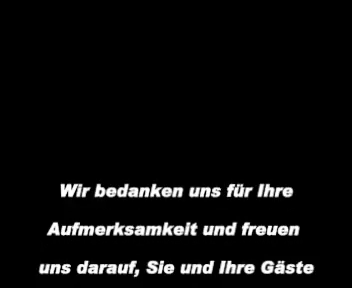 Wir bedanken uns für Ihre
Aufmerksamkeit und freuen
uns darauf, Sie und Ihre Gäste